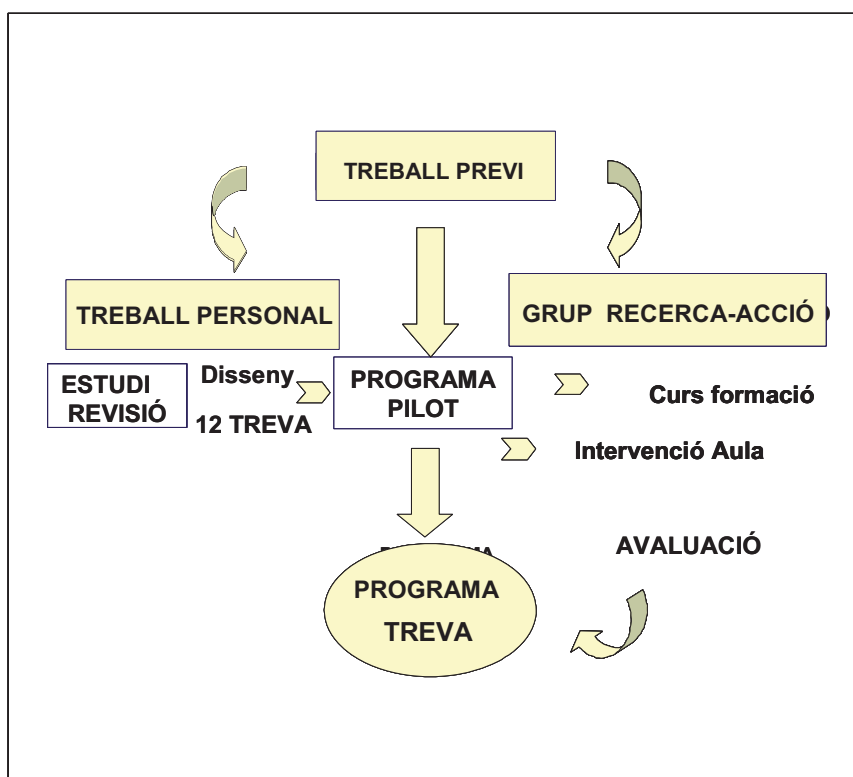 TREBALL PREVI
TREBALL PERSONAL
GRUP RECERCA-ACCIÓ
ESTUDI
REVISIÓ
Disseny
12 TREVA
PROGRAMA
PILOT
Curs formació
Intervenció Aula
AVALUACIÓ
PROGRAMA
TREVA